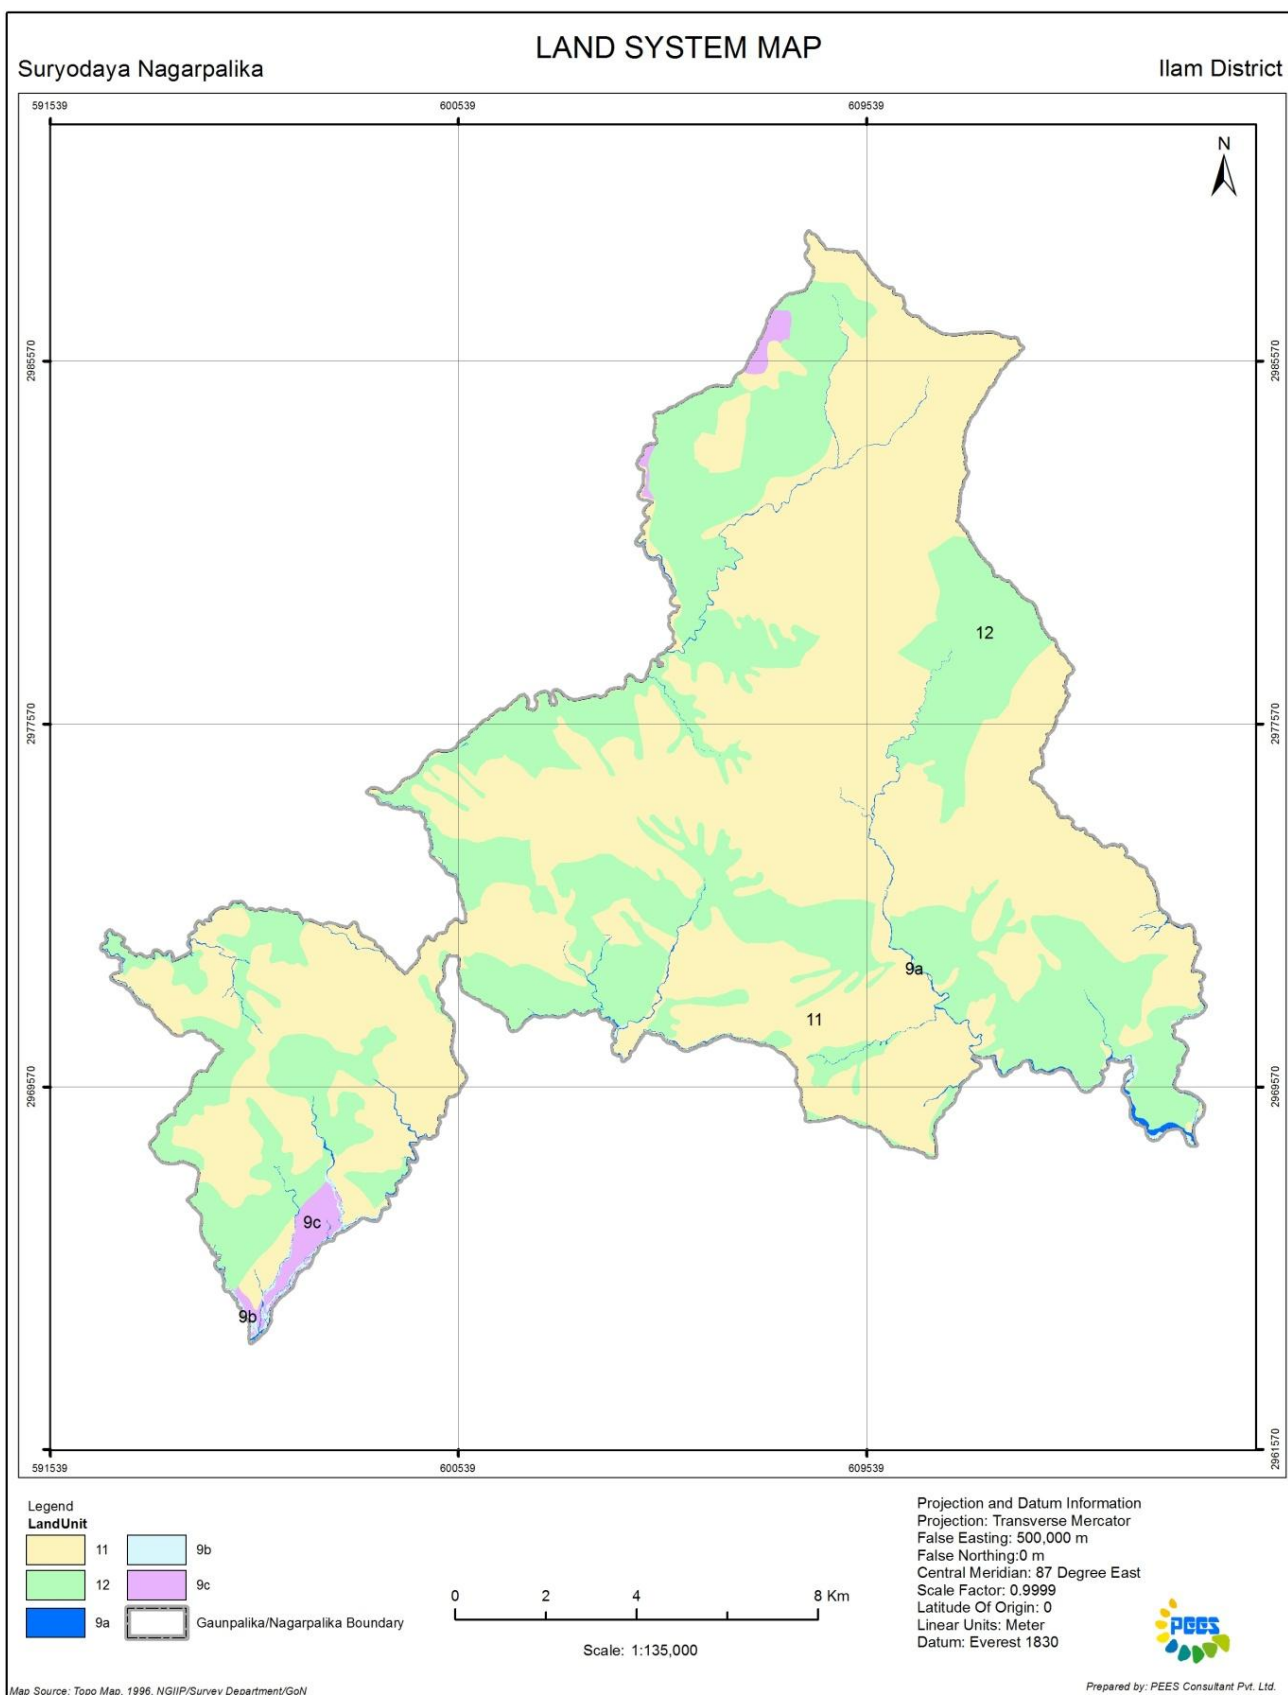 LAND SYSTEM MAP
Suryodaya Nagarpalika
Ilam District
591539
600539
609539
N
2985570
2985570
12
2977570
2977570
9a
11
2969570
2969570
9c
9b
2961570
591539
600539
609539
Legend
LandUnit
11
9b
12
9c
9a
Gaunpalika/Nagarpalika Boundary
0 2 4 8 Km
Scale: 1:135,000
Projection and Datum Information
Projection: Transverse Mercator
False Easting: 500,000 m
False Northing:0 m
Central Meridian: 87 Degree East
Scale Factor: 0.9999
Latitude Of Origin: 0
Linear Units: Meter
Datum: Everest 1830
PEES
Map Source: Topo Map, 1996, NGIIP/Survey Department/GoN
Prepared by: PEES Consultant Pvt. Ltd.